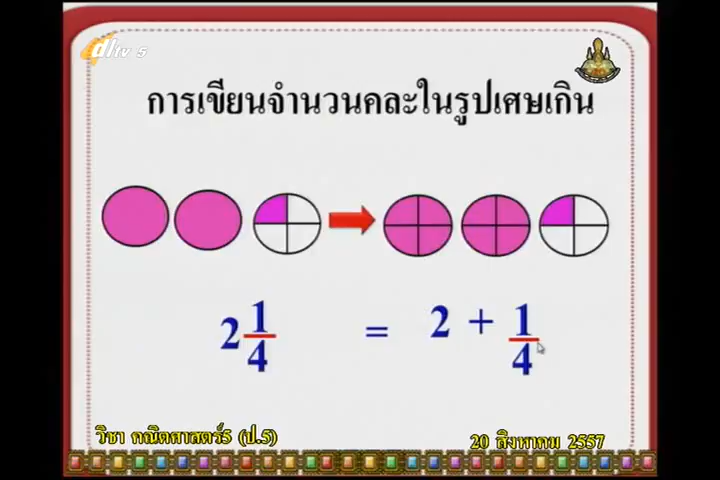 dltv 5
การเขียนจำนวนคละในรูปเศษเกิน
2 1/4 = 2 + 1/4
วิชา คณิตศาสตร์5 (ป.5)
20 สิงหาคม 2557